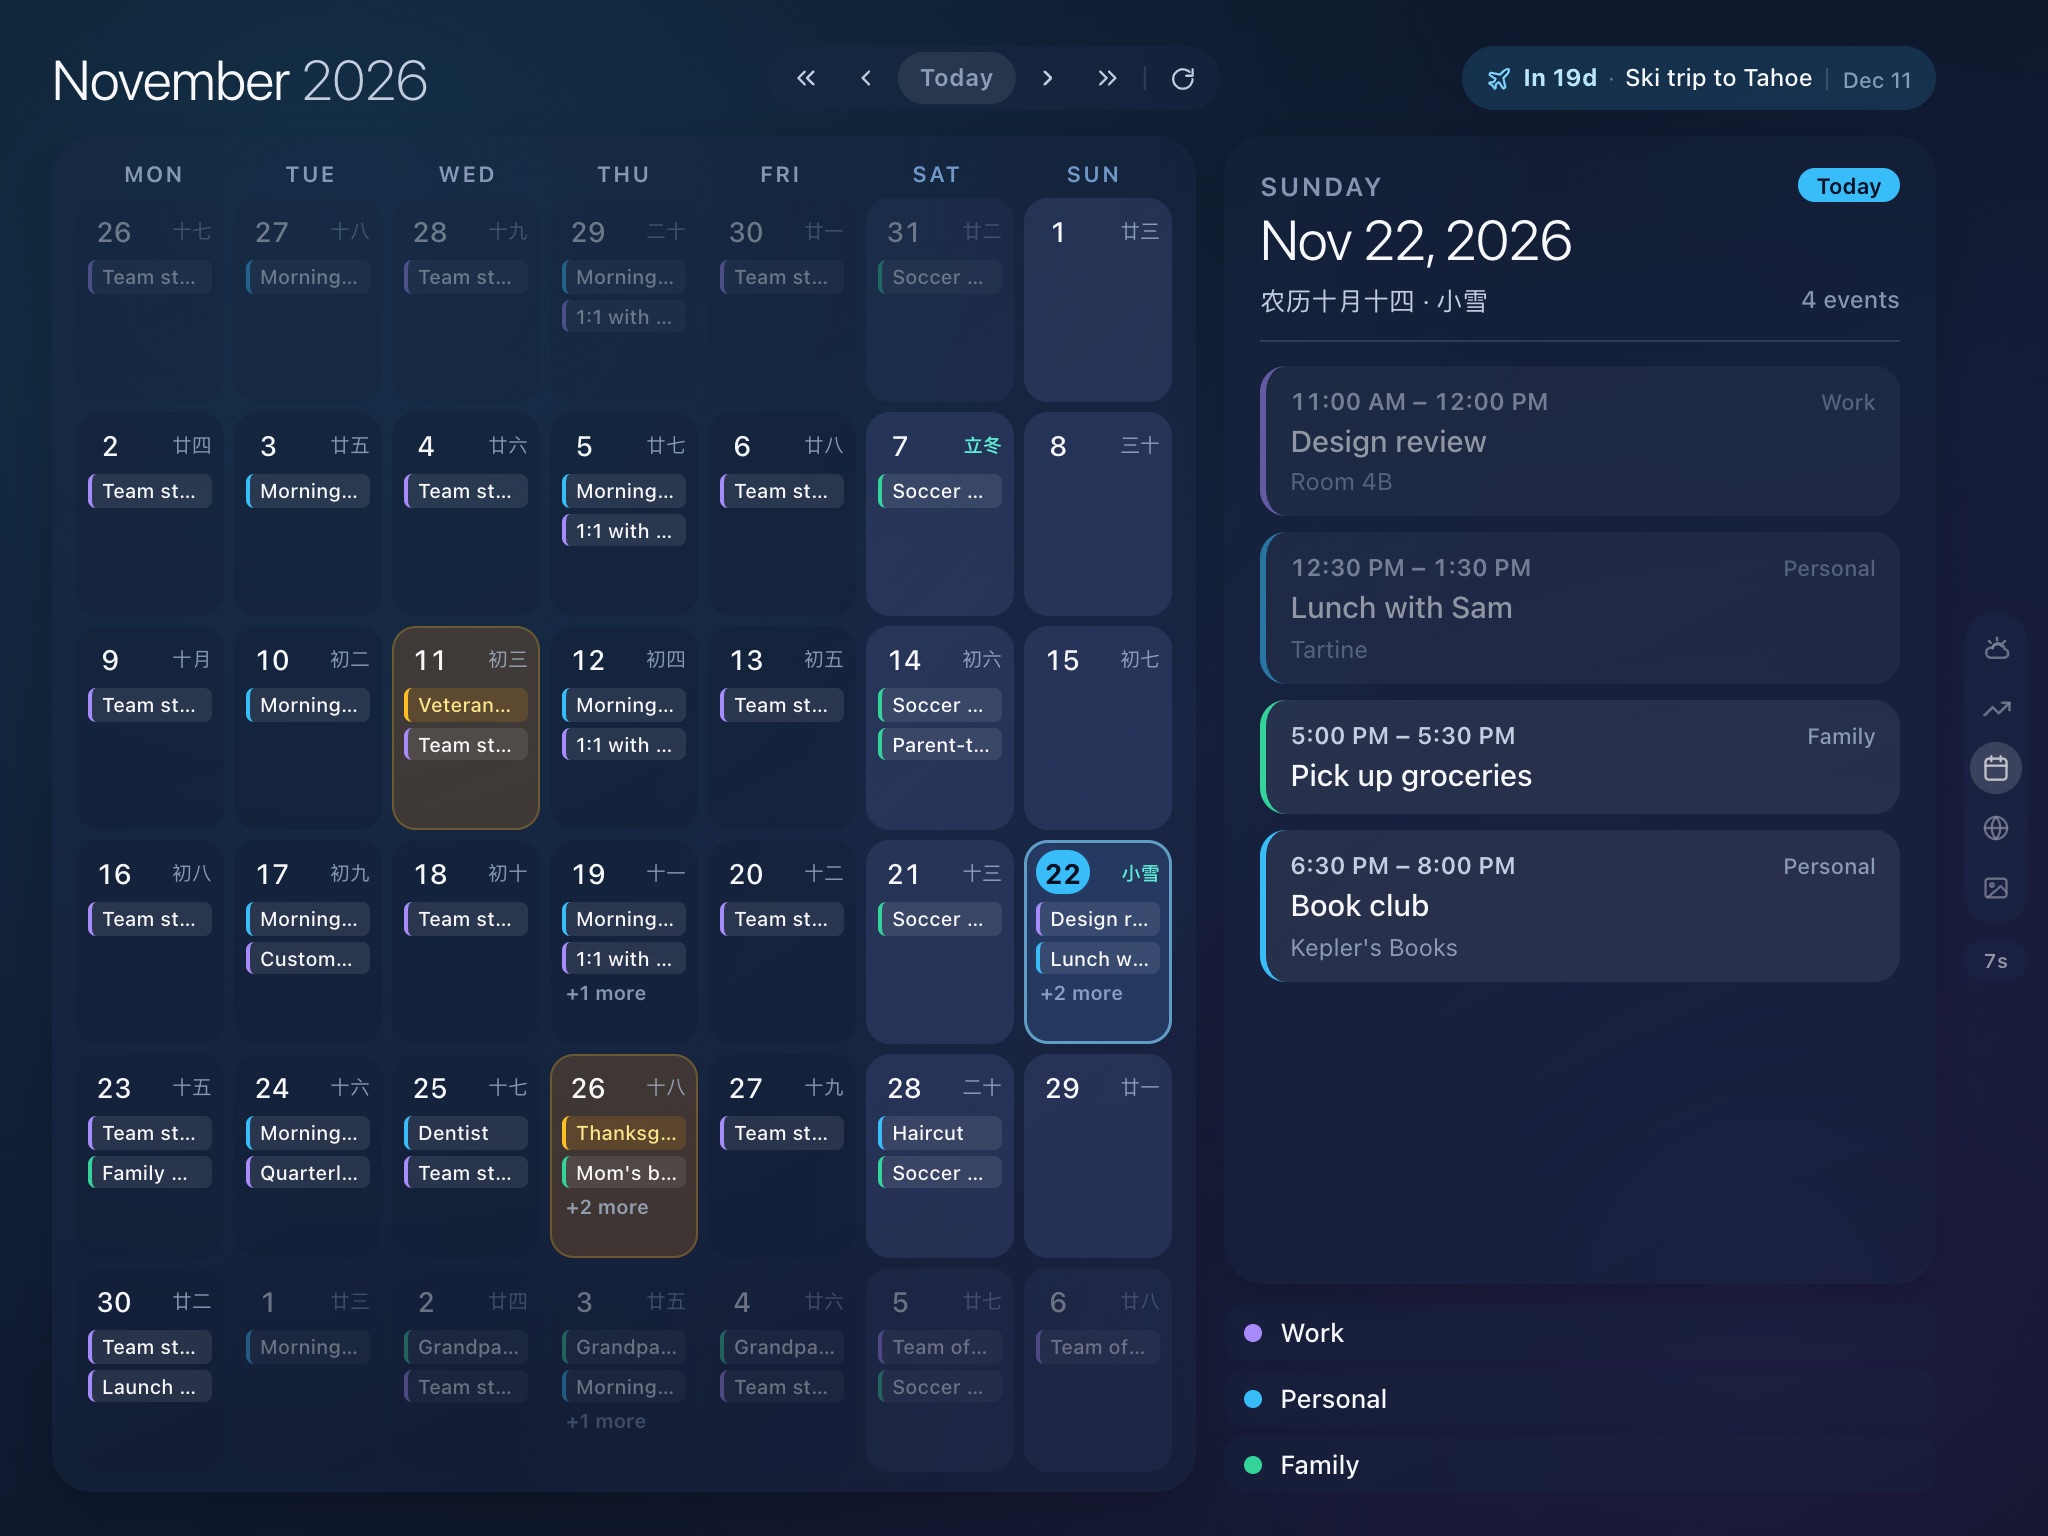 November 2026
Today
In 19d · Ski trip to Tahoe | Dec 11
MON TUE WED THU FRI SAT SUN
26 十七 27 十八 28 十九 29 二十 30 廿一 31 廿二 1 廿三
Team st... Morning... Team st... Morning... Team st... Soccer ...
1:1 with ...
2 廿四 3 廿五 4 廿六 5 廿七 6 廿八 7 立冬 8 三十
Team st... Morning... Team st... Morning... Team st... Soccer ...
1:1 with ...
9 十月 10 初二 11 初三 12 初四 13 初五 14 初六 15 初七
Team st... Morning... Veteran... Morning... Team st... Soccer ...
Team st... 1:1 with ... Parent-t...
16 初八 17 初九 18 初十 19 十一 20 十二 21 十三 22 小雪
Team st... Morning... Team st... Morning... Team st... Soccer ... Design r...
Custom... 1:1 with ... Lunch w...
+1 more +2 more
23 十五 24 十六 25 十七 26 十八 27 十九 28 二十 29 廿一
Team st... Morning... Dentist Thanksg... Team st... Haircut
Family ... Quarterl... Team st... Mom's b... Soccer ...
+2 more
30 廿二 1 廿三 2 廿四 3 廿五 4 廿六 5 廿七 6 廿八
Team st... Morning... Grandpa... Grandpa... Grandpa... Team of... Team of...
Launch ... Team st... Morning... Team st... Soccer ...
+1 more
SUNDAY
Today
Nov 22, 2026
农历十月十四 · 小雪
4 events
11:00 AM – 12:00 PM
Work
Design review
Room 4B
12:30 PM – 1:30 PM
Personal
Lunch with Sam
Tartine
5:00 PM – 5:30 PM
Family
Pick up groceries
6:30 PM – 8:00 PM
Personal
Book club
Kepler's Books
Work
Personal
Family
7s